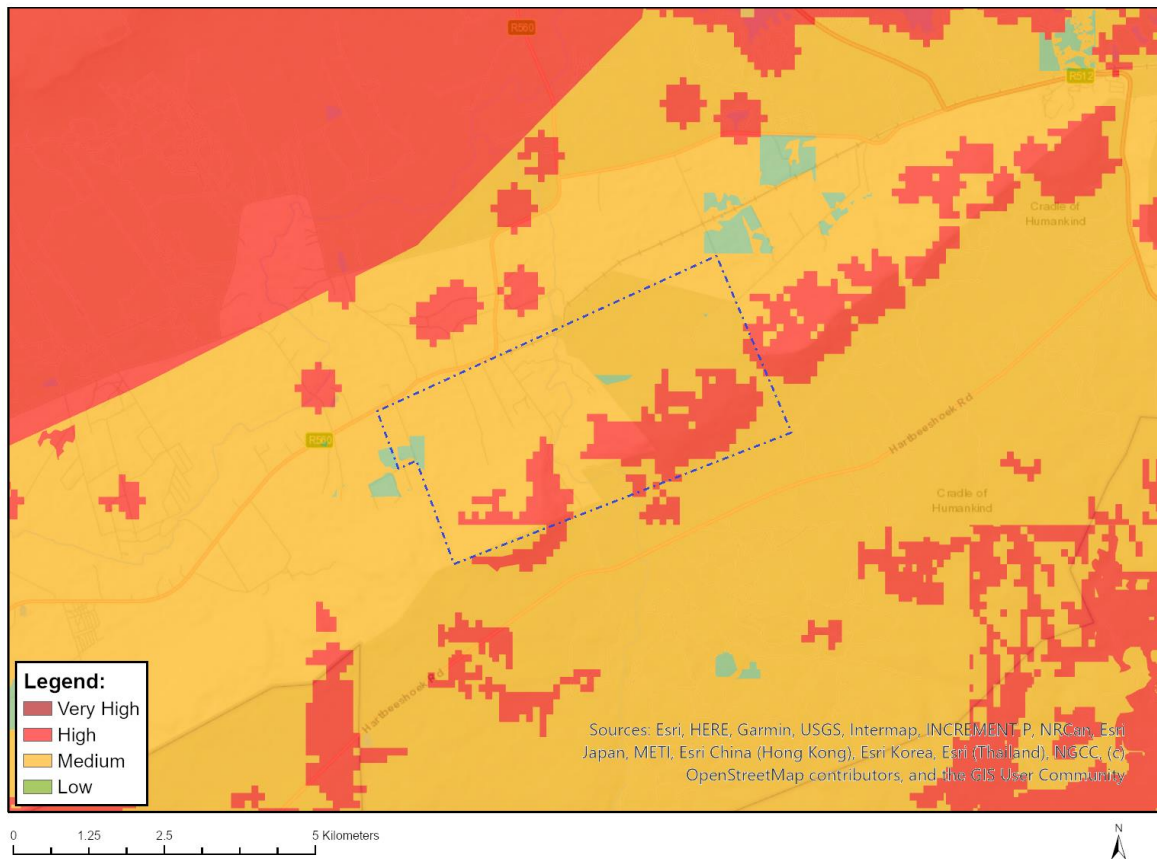 R560
R512
Cradle of
Humankind
Hartbeeshoek Rd
R560
Cradle of
Humankind
Hartbeeshoek Rd
Legend:
Very High
High
Medium
Low
Sources: Esri, HERE, Garmin, USGS, Intermap, INCREMENT P, NRCan, Esri
Japan, METI, Esri China (Hong Kong), Esri Korea, Esri (Thailand), NGCC, (c)
OpenStreetMap contributors, and the GIS User Community
0 1.25 2.5 5 Kilometers
N